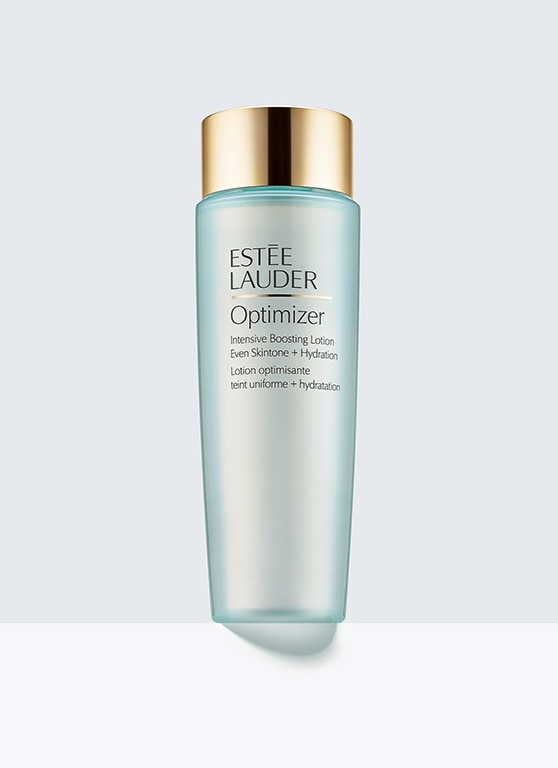 ESTĒE
LAUDER
Optimizer
Intensive Boosting Lotion
Even Skintone + Hydration
Lotion optimisante
teint uniforme + hydratation